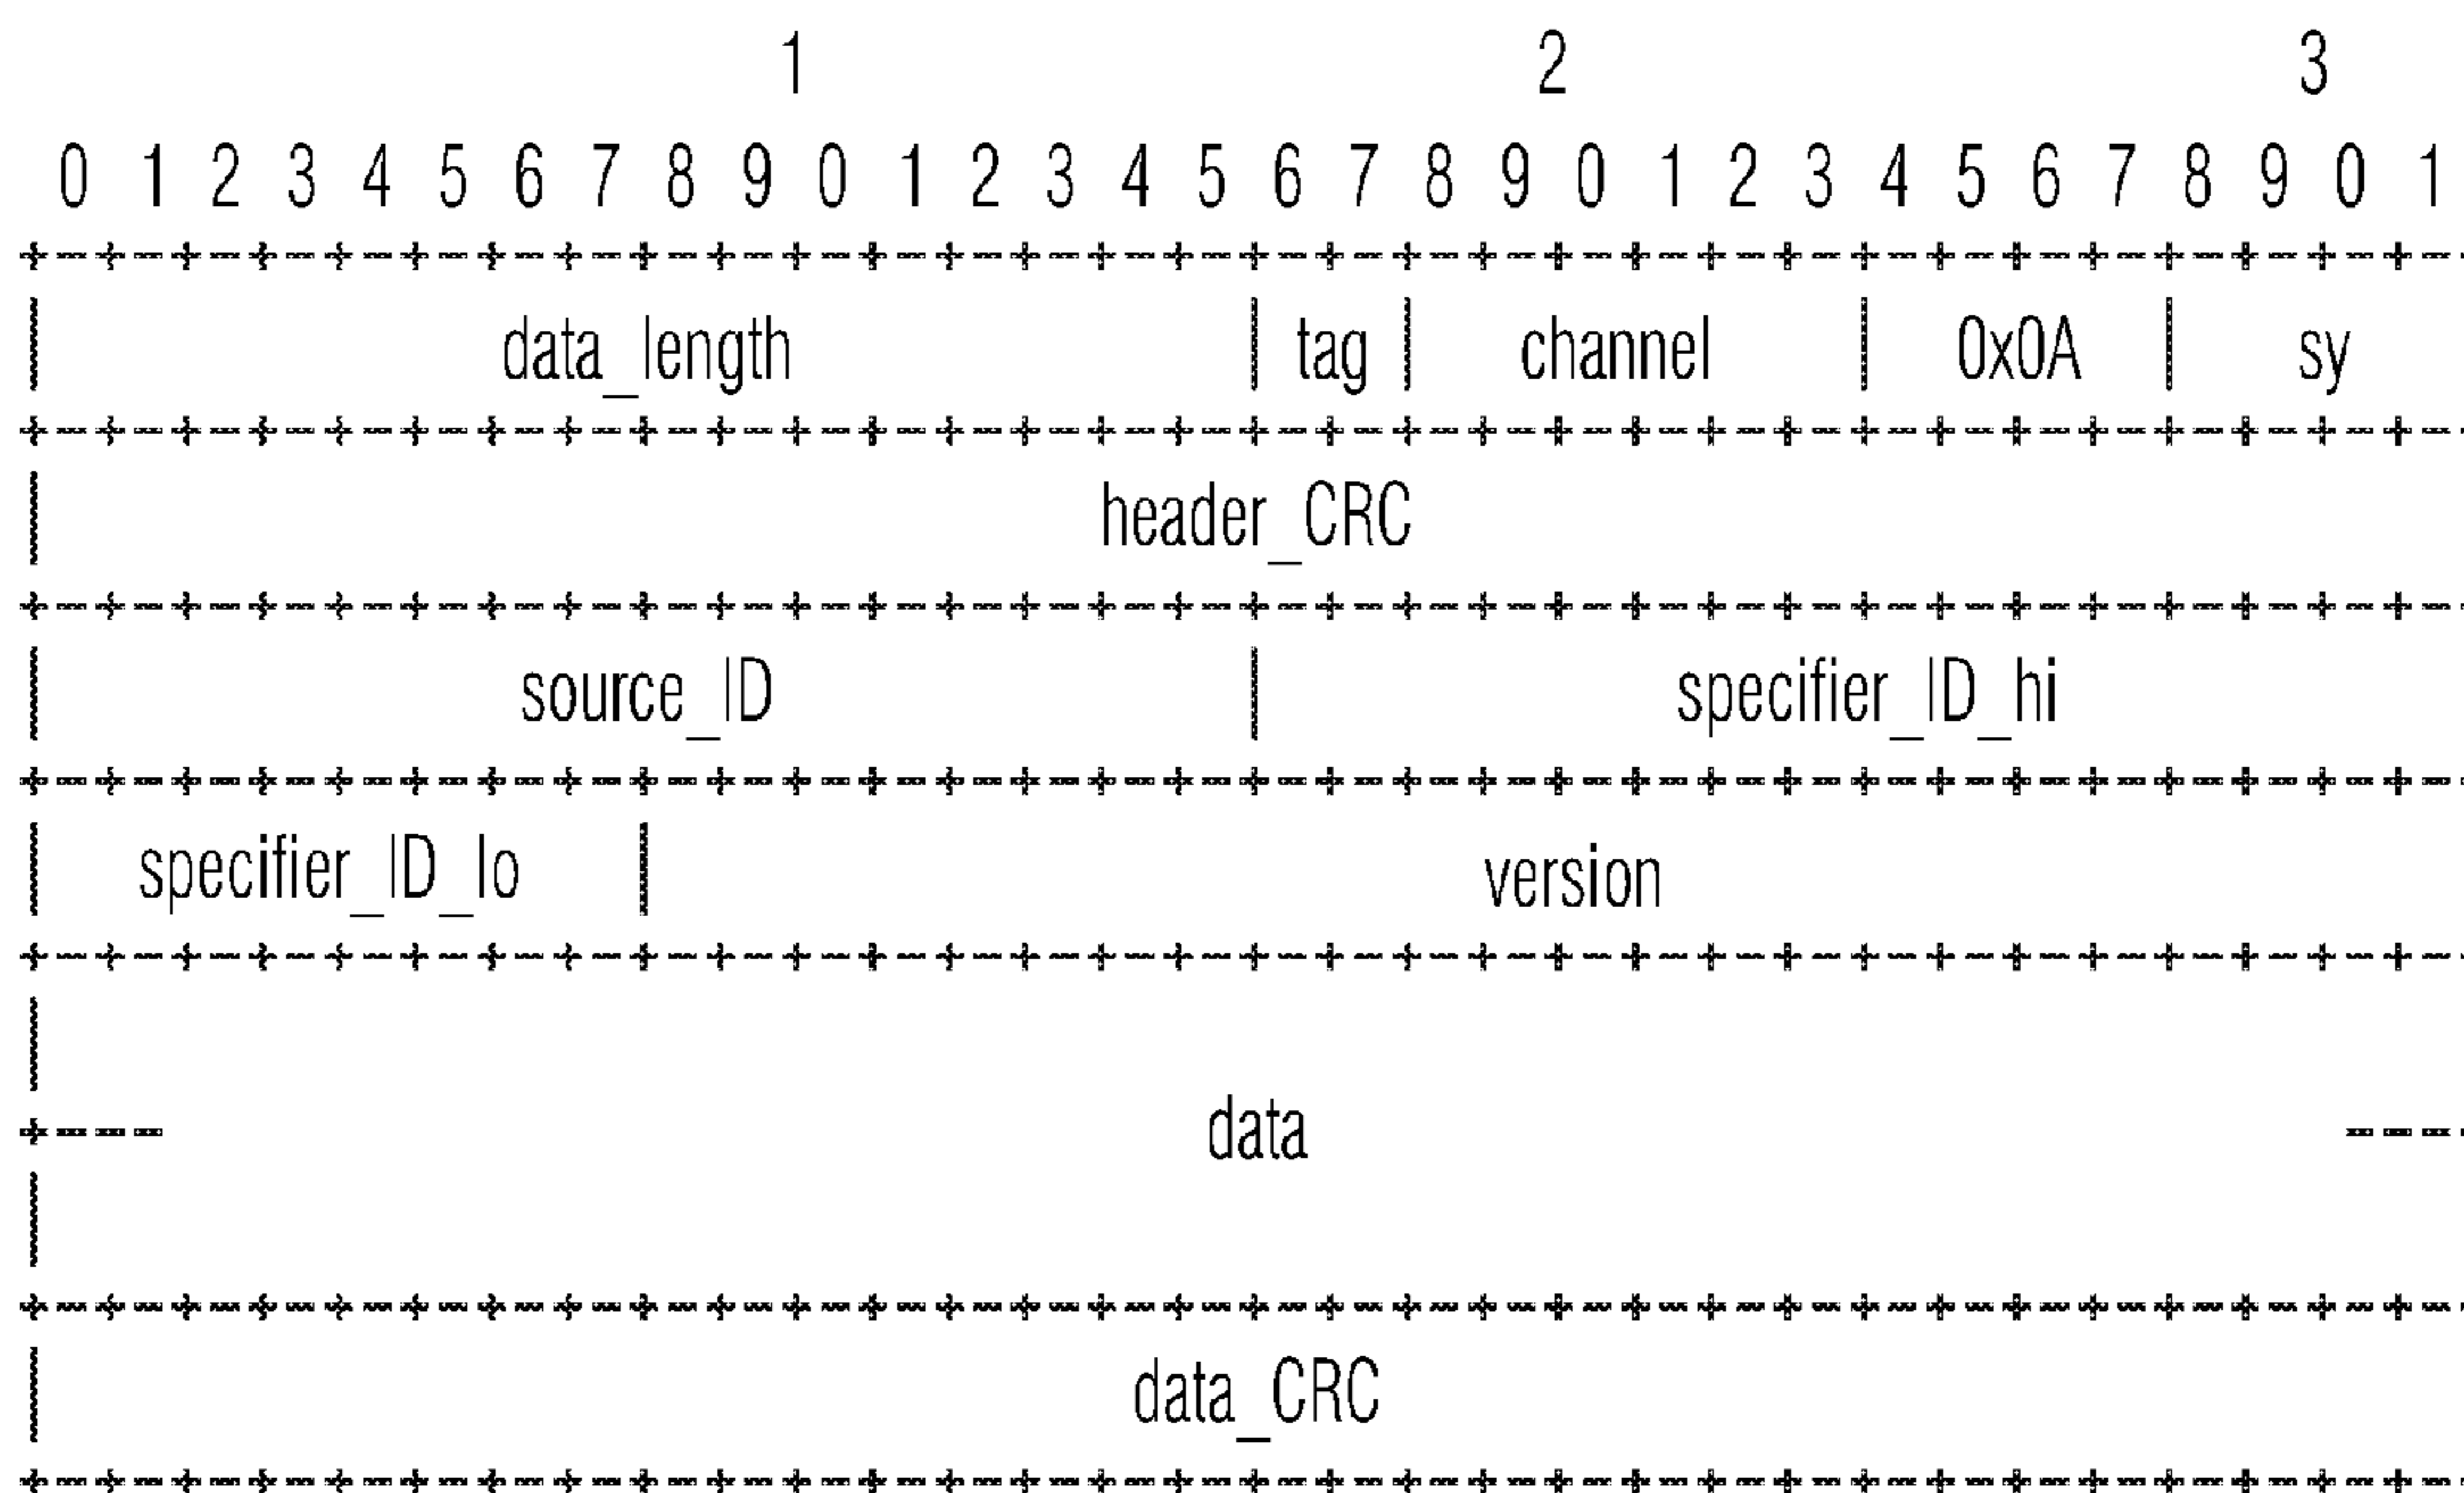 1 2 3
0 1 2 3 4 5 6 7 8 9 0 1 2 3 4 5 6 7 8 9 0 1 2 3 4 5 6 7 8 9 0 1
data_length tag channel 0x0A sy
header_CRC
source_ID specifier_ID_hi
specifier_ID_lo version
data
data_CRC